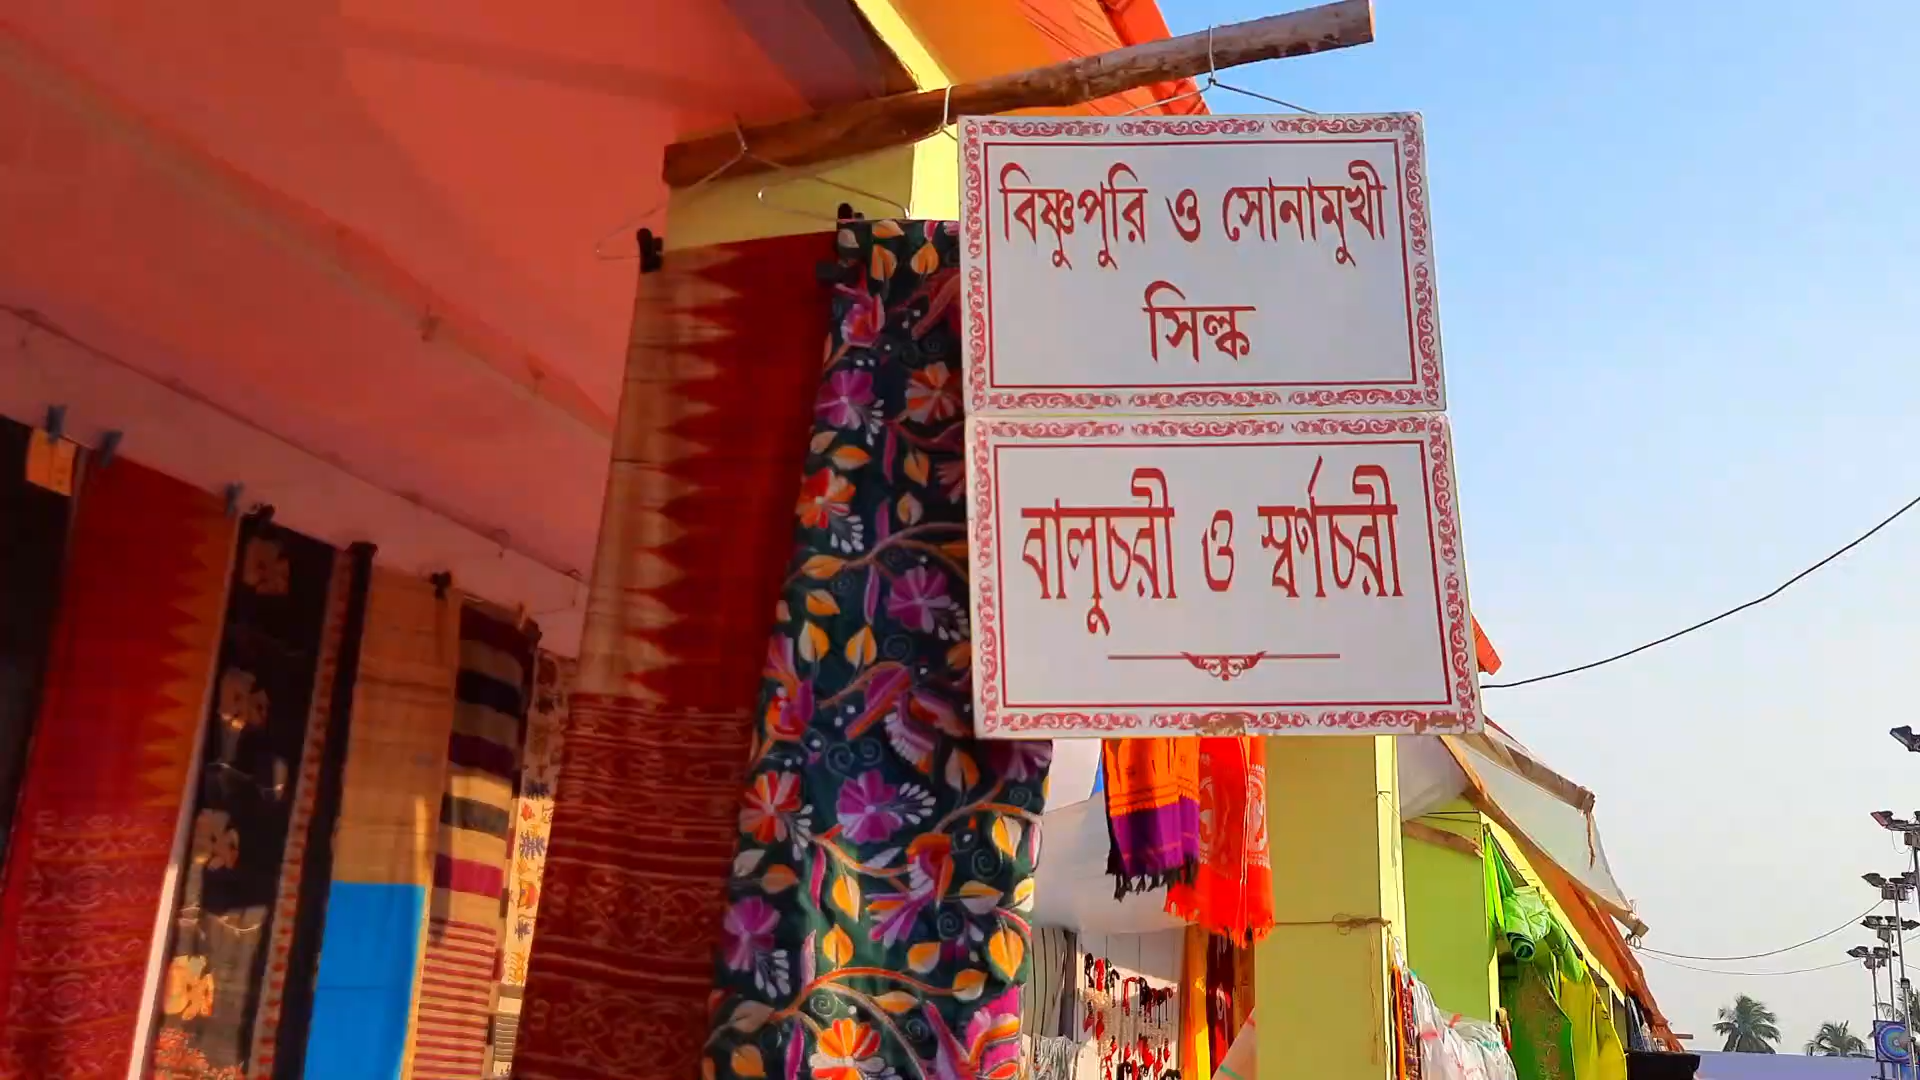 বিষ্ণুপুরি ও সোনামুখী
সিল্ক
বালুচরী ও স্বর্ণচরী